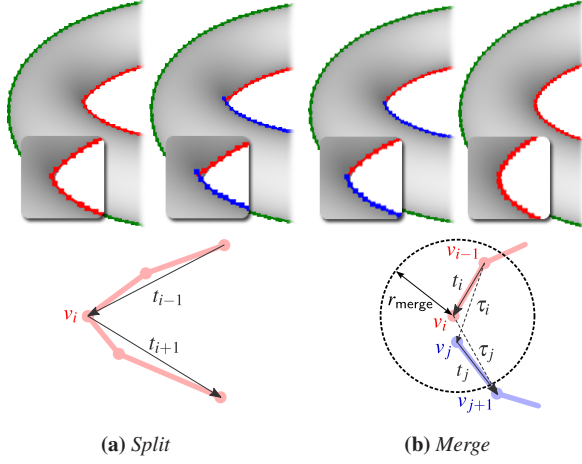 t_{i−1}
v_i
t_{i+1}
v_{i−1}
t_i
r_merge
τ_i
v_i
v_j
τ_j
t_j
v_{j+1}
(a) Split
(b) Merge